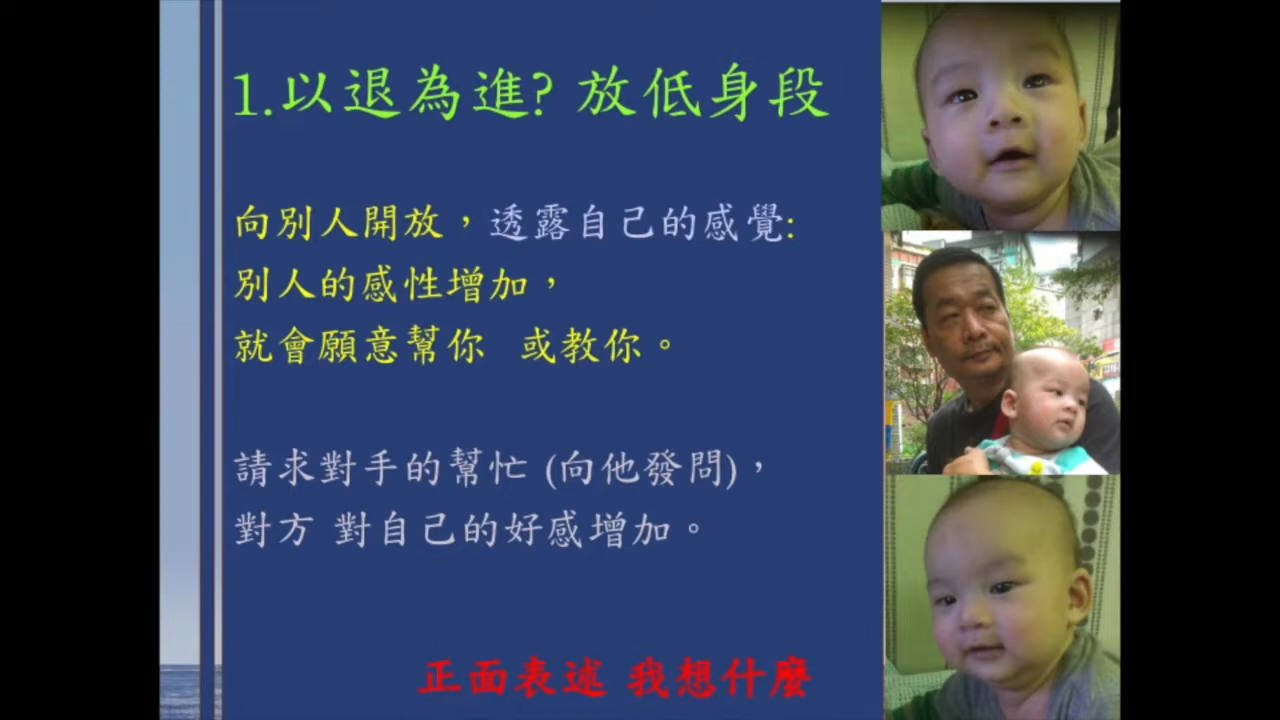 1.以退為進? 放低身段
向別人開放，透露自己的感覺:
別人的感性增加，
就會願意幫你 或教你。
請求對手的幫忙 (向他發問)，
對方 對自己的好感增加。
正面表述 我想什麼